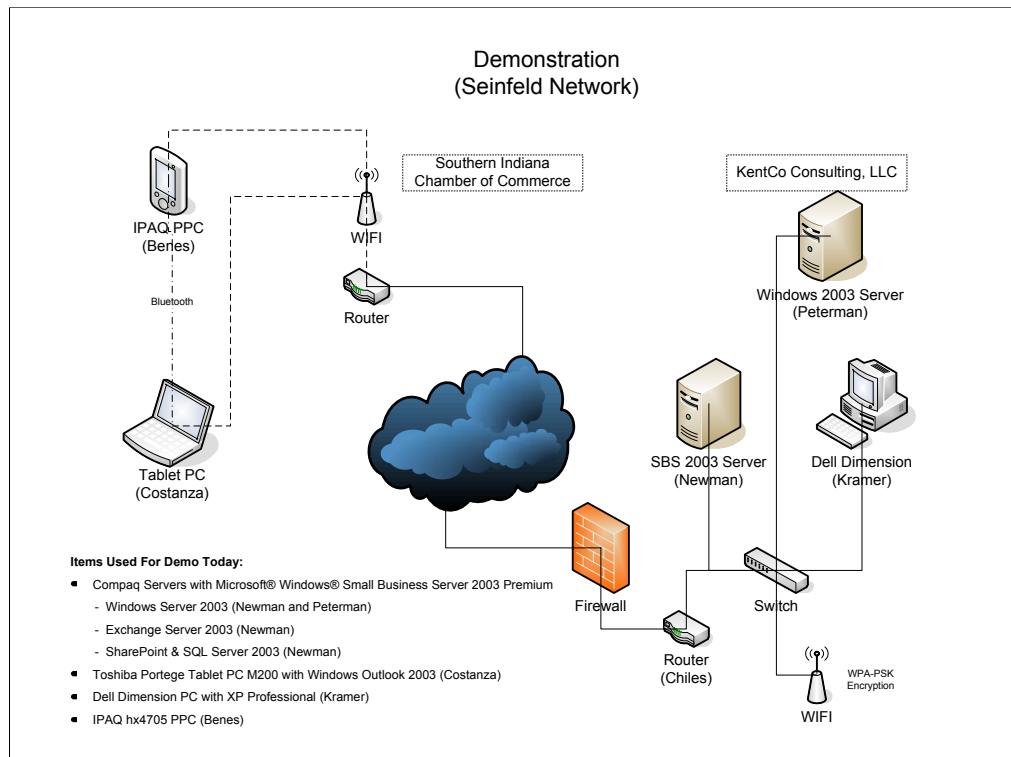 Demonstration
(Seinfeld Network)
Southern Indiana
Chamber of Commerce
KentCo Consulting, LLC
IPAQ PPC
(Benes)
WIFI
Windows 2003 Server
(Peterman)
Bluetooth
Router
Tablet PC
(Costanza)
SBS 2003 Server
(Newman)
Dell Dimension
(Kramer)
Firewall
Switch
Router
(Chiles)
WPA-PSK
Encryption
WIFI
Items Used For Demo Today:
Compaq Servers with Microsoft® Windows® Small Business Server 2003 Premium
- Windows Server 2003 (Newman and Peterman)
- Exchange Server 2003 (Newman)
- SharePoint & SQL Server 2003 (Newman)
Toshiba Portege Tablet PC M200 with Windows Outlook 2003 (Costanza)
Dell Dimension PC with XP Professional (Kramer)
IPAQ hx4705 PPC (Benes)